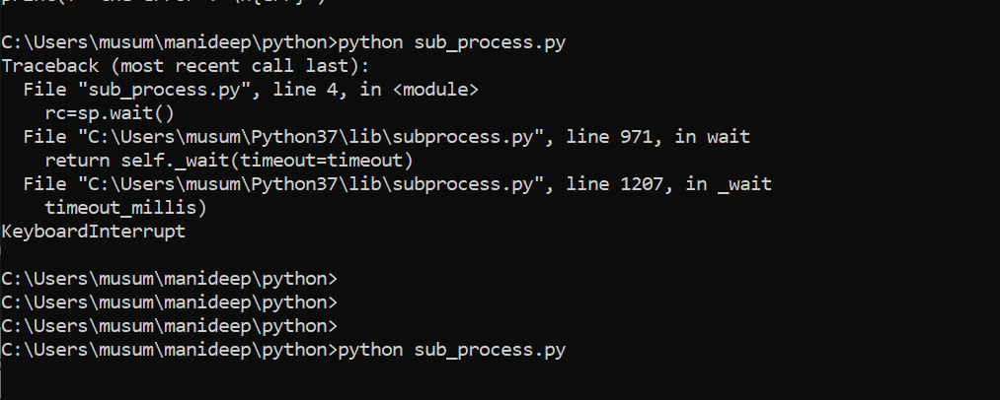 C:\Users\musum\manideep\python>python sub_process.py
Traceback (most recent call last):
  File "sub_process.py", line 4, in <module>
    rc=sp.wait()
  File "C:\Users\musum\Python37\lib\subprocess.py", line 971, in wait
    return self._wait(timeout=timeout)
  File "C:\Users\musum\Python37\lib\subprocess.py", line 1207, in _wait
    timeout_millis)
KeyboardInterrupt
C:\Users\musum\manideep\python>
C:\Users\musum\manideep\python>
C:\Users\musum\manideep\python>
C:\Users\musum\manideep\python>python sub_process.py